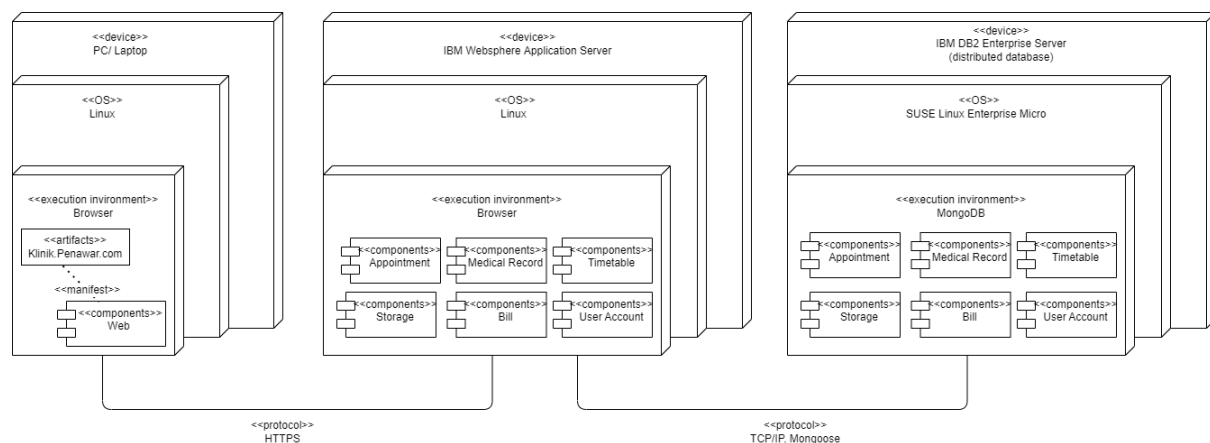 <<device>>
PC/ Laptop
<<OS>>
Linux
<<execution invironment>>
Browser
<<artifacts>>
Klinik.Penawar.com
<<manifest>>
<<components>>
Web
<<device>>
IBM Websphere Application Server
<<OS>>
Linux
<<execution invironment>>
Browser
<<components>>
Appointment
<<components>>
Medical Record
<<components>>
Timetable
<<components>>
Storage
<<components>>
Bill
<<components>>
User Account
<<device>>
IBM DB2 Enterprise Server
(distributed database)
<<OS>>
SUSE Linux Enterprise Micro
<<execution invironment>>
MongoDB
<<components>>
Appointment
<<components>>
Medical Record
<<components>>
Timetable
<<components>>
Storage
<<components>>
Bill
<<components>>
User Account
<<protocol>>
HTTPS
<<protocol>>
TCP/IP, Mongoose